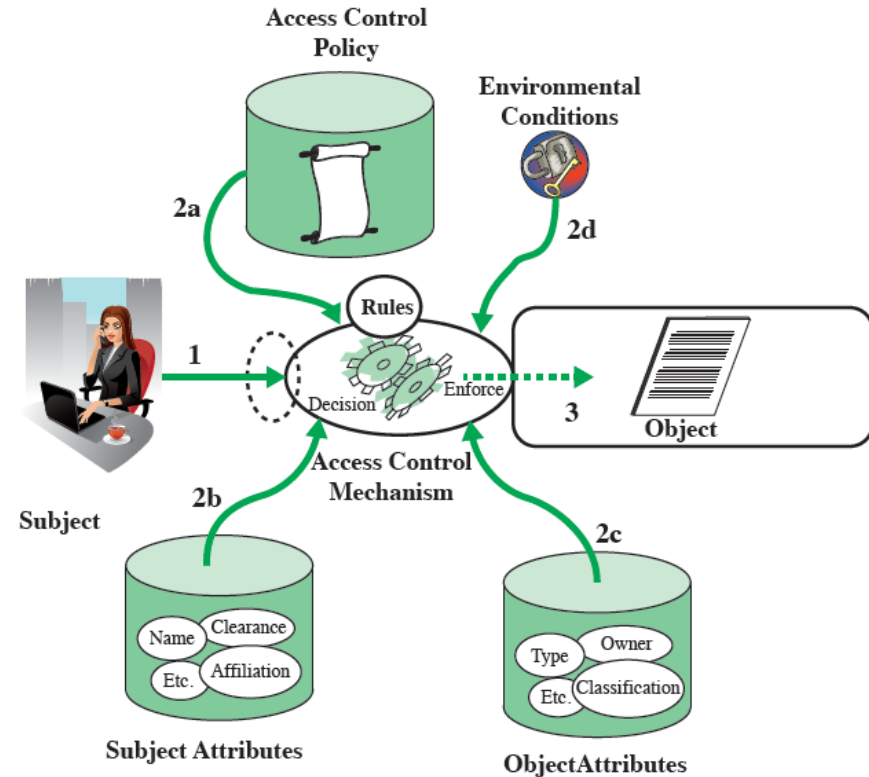 Access Control
Policy
Environmental
Conditions
2a
2d
Rules
1
Decision
Enforce
3
Object
Access Control
Mechanism
Subject
2b
2c
Name
Clearance
Etc.
Affiliation
Type
Owner
Etc.
Classification
Subject Attributes
ObjectAttributes